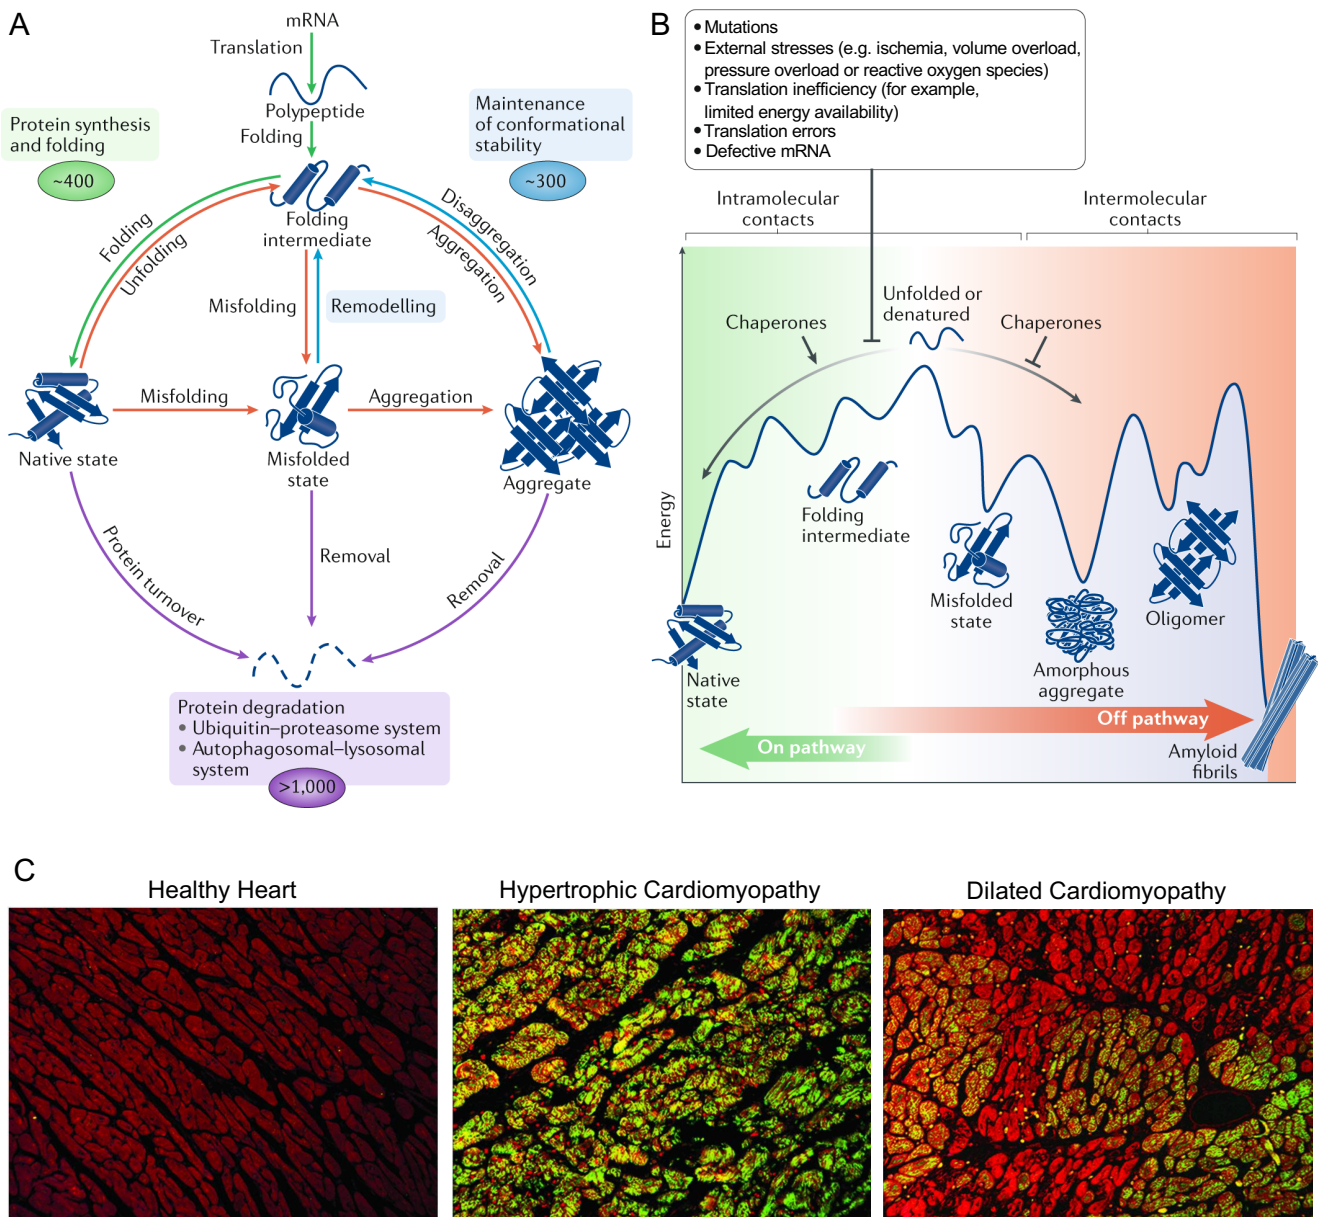 A
mRNA
Translation
Polypeptide
Folding
Protein synthesis
and folding
~400
Maintenance
of conformational
stability
~300
Folding
intermediate
Folding
Unfolding
Disaggregation
Aggregation
Misfolding
Remodelling
Misfolding
Aggregation
Native state
Misfolded
state
Aggregate
Protein turnover
Removal
Removal
Protein degradation
• Ubiquitin–proteasome system
• Autophagosomal–lysosomal
system
>1,000
B
• Mutations
• External stresses (e.g. ischemia, volume overload,
pressure overload or reactive oxygen species)
• Translation inefficiency (for example,
limited energy availability)
• Translation errors
• Defective mRNA
Intramolecular
contacts
Intermolecular
contacts
Unfolded or
denatured
Chaperones
Chaperones
Energy
Folding
intermediate
Misfolded
state
Oligomer
Amorphous
aggregate
Native
state
Off pathway
On pathway
Amyloid
fibrils
C
Healthy Heart
Hypertrophic Cardiomyopathy
Dilated Cardiomyopathy